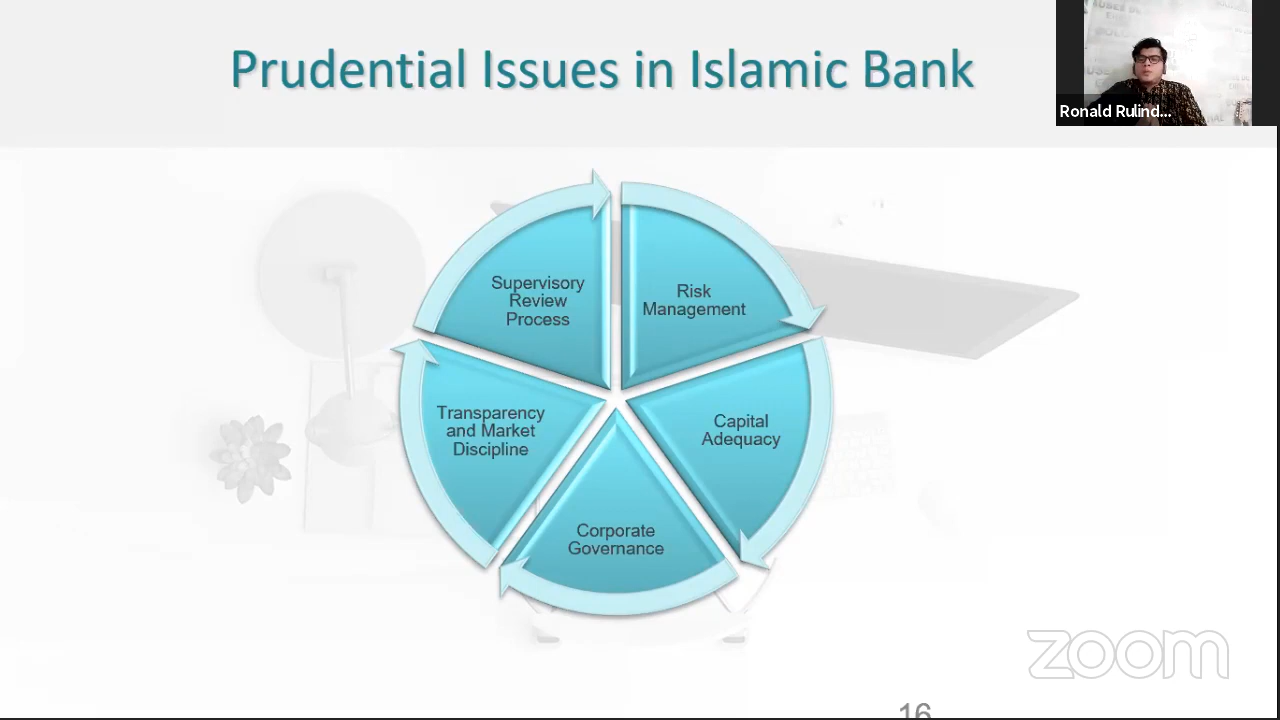 Prudential Issues in Islamic Bank
Ronald Rulind...
Supervisory
Review
Process
Risk
Management
Transparency
and Market
Discipline
Capital
Adequacy
Corporate
Governance
zoom
16